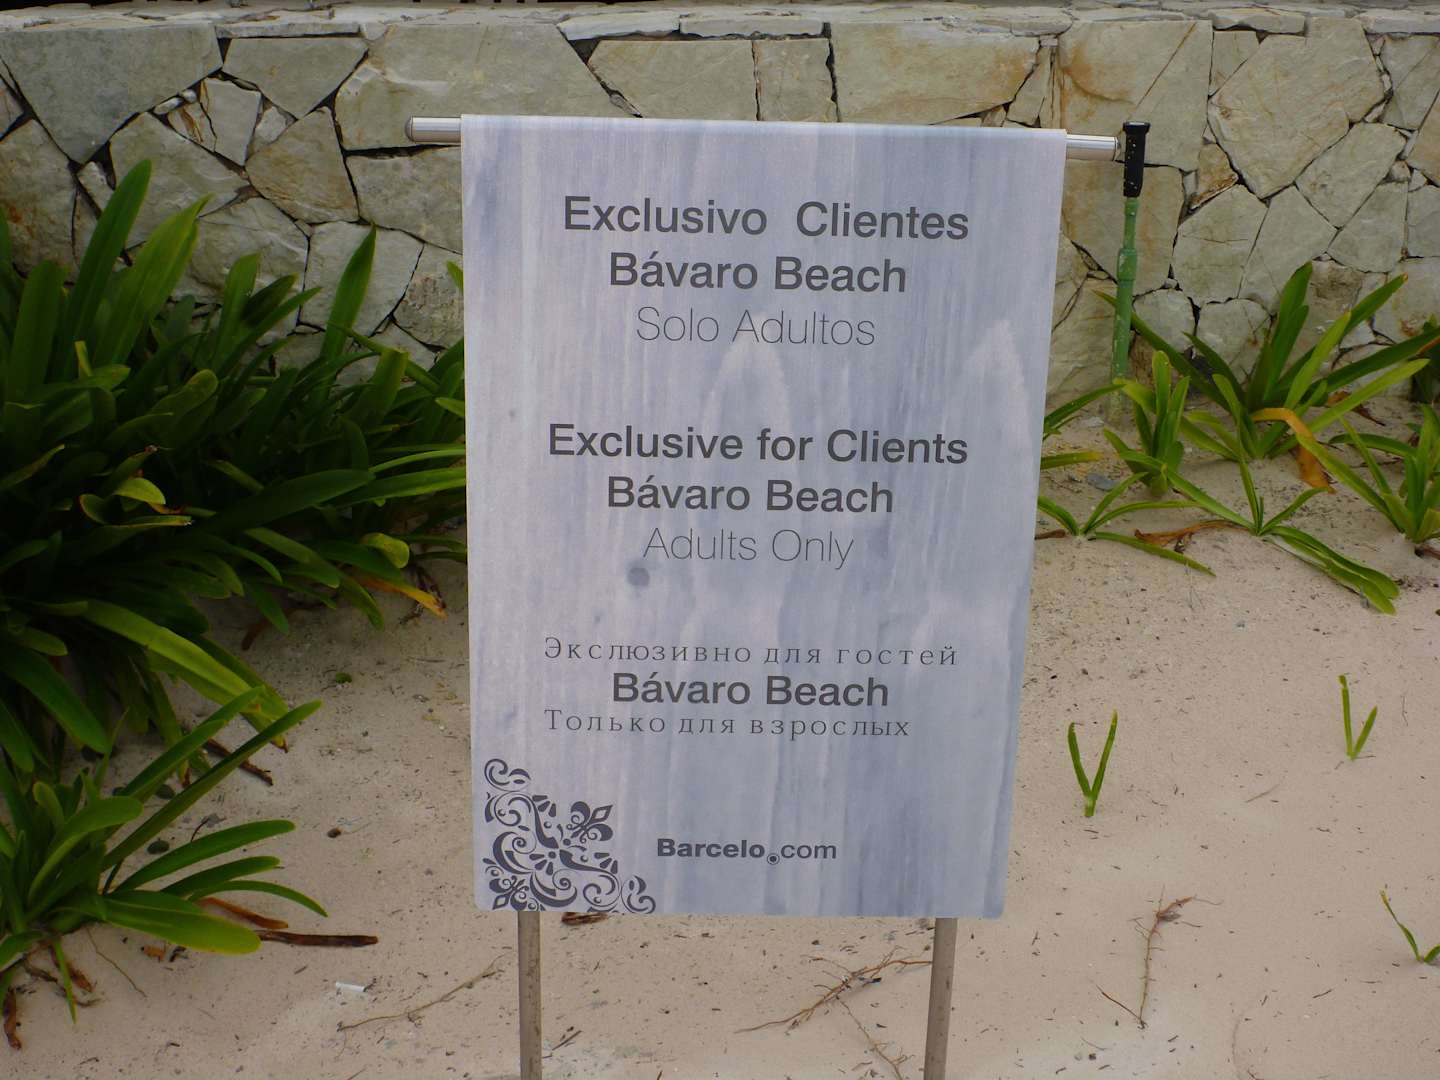 Exclusivo Clientes
Bávaro Beach
Solo Adultos
Exclusive for Clients
Bávaro Beach
Adults Only
Экслюзивно для гостей
Bávaro Beach
Только для взрослых
Barcelo.com